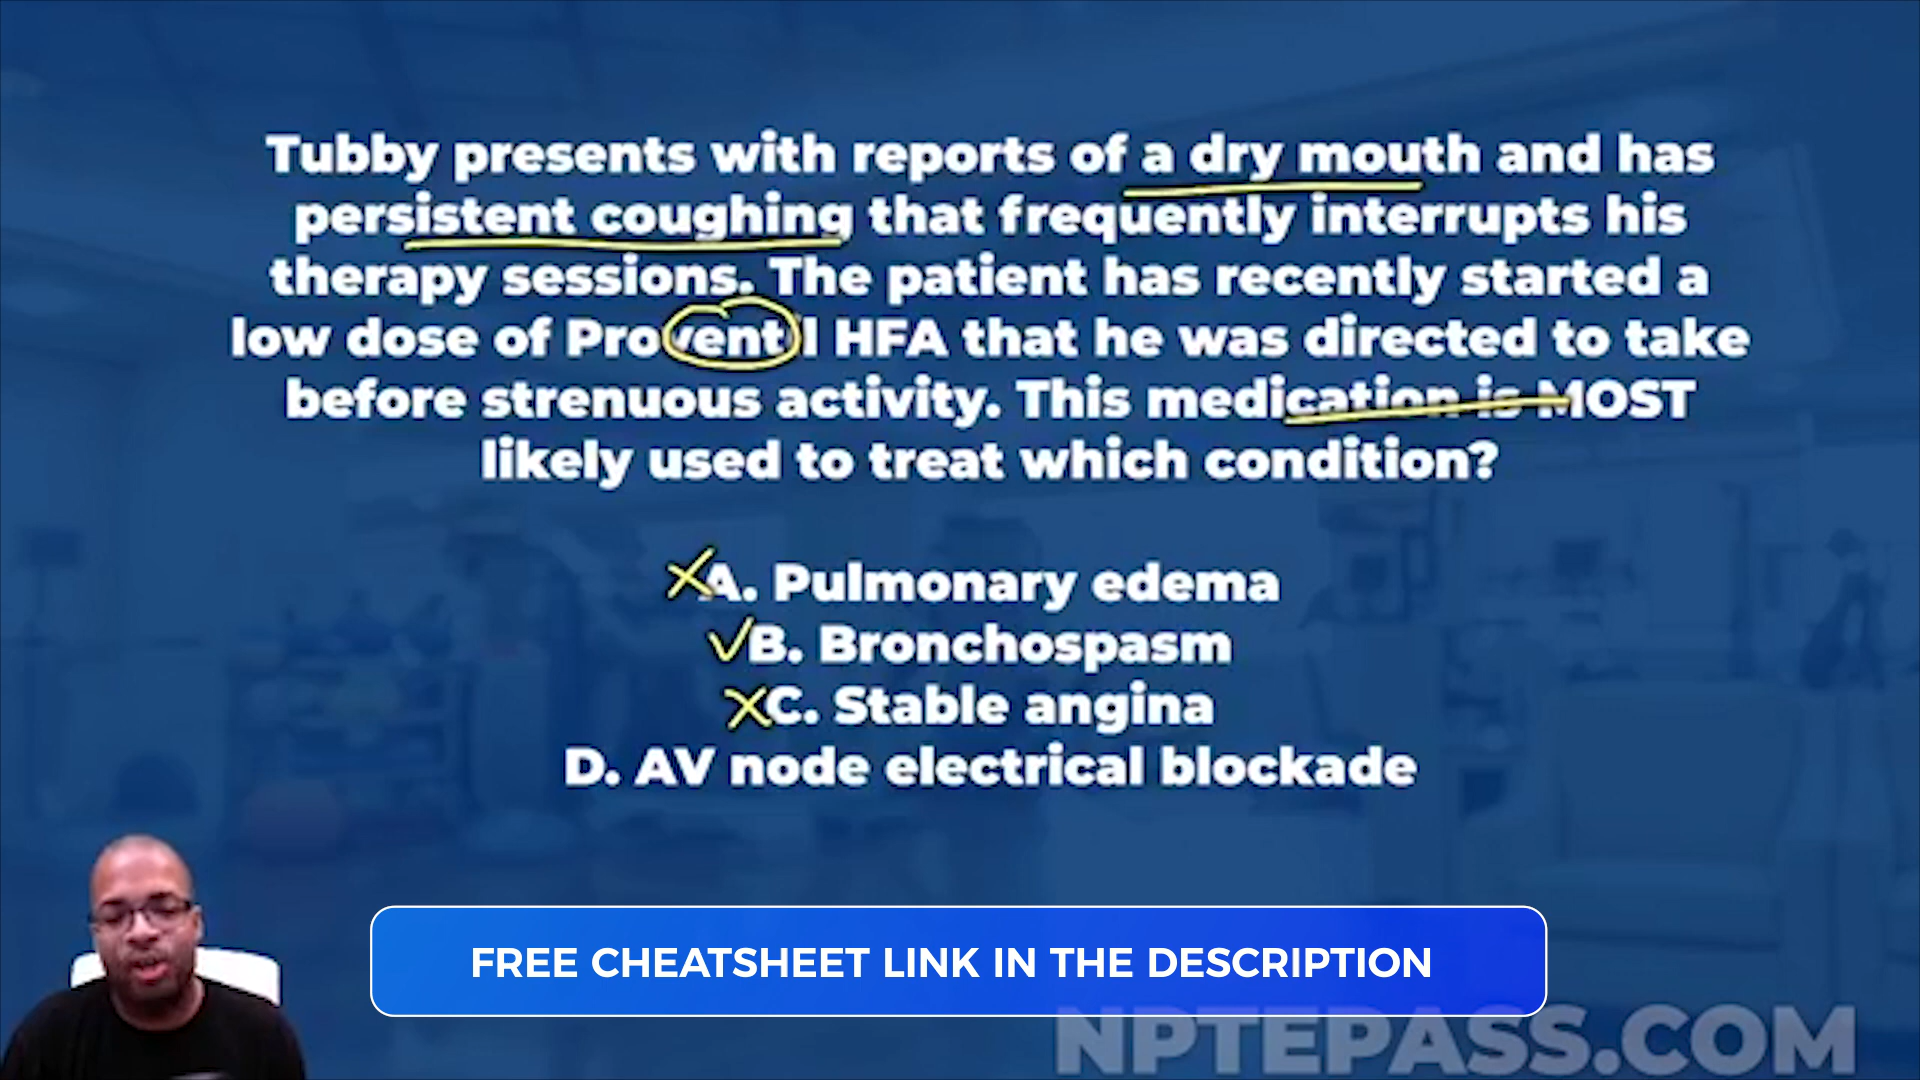 Tubby presents with reports of a dry mouth and has
persistent coughing that frequently interrupts his
therapy sessions. The patient has recently started a
low dose of Proventil HFA that he was directed to take
before strenuous activity. This medication is MOST
likely used to treat which condition?
A. Pulmonary edema
B. Bronchospasm
C. Stable angina
D. AV node electrical blockade
FREE CHEATSHEET LINK IN THE DESCRIPTION
NPTEPASS.COM